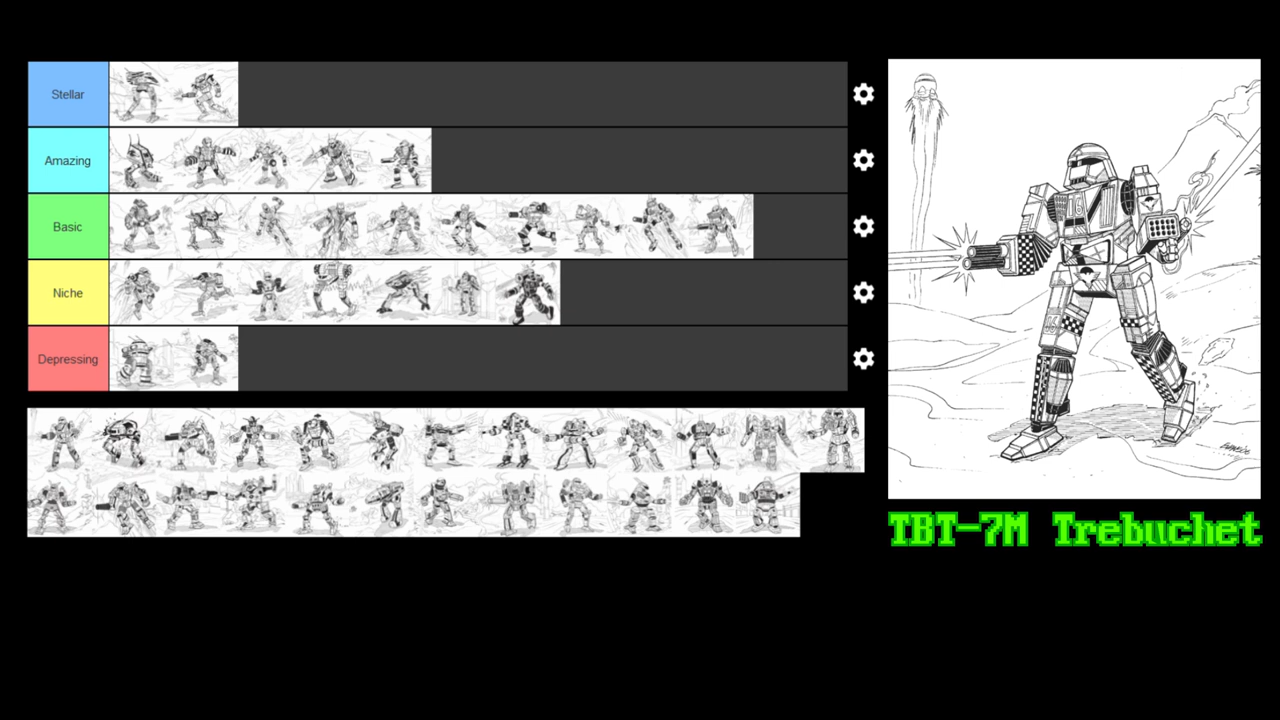 Stellar
Amazing
Basic
Niche
Depressing
TBT-7M Trebuchet